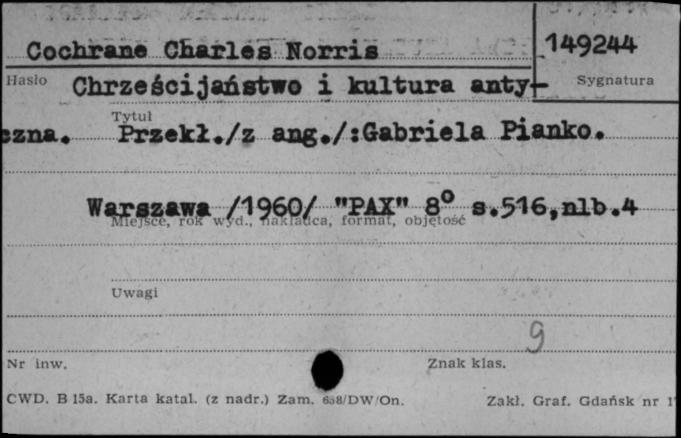 Cochrane Charles Norris 149244
Hasło Sygnatura
Chrześcijaństwo i kultura anty-
Tytuł
czna. Przekł./z ang./:Gabriela Pianko.
Warszawa /1960/ "PAX" 8° s.516,nlb.4
Miejsce, rok wyd., nakładca, format, objętość
Uwagi
9
Nr inw. Znak klas.
CWD. B 15a. Karta katal. (z nadr.) Zam. 638/DW/On. Zakł. Graf. Gdańsk nr